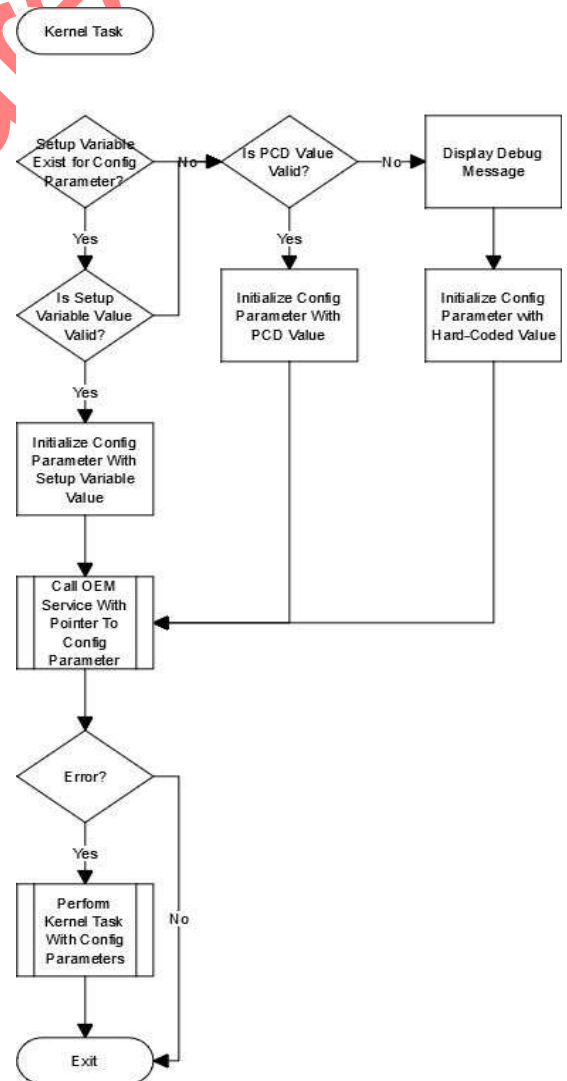 Kernel Task
Setup Variable
Exist for Config
Parameter?
No
Is PCD Value
Valid?
No
Display Debug
Message
Yes
Yes
Is Setup
Variable Value
Valid?
Initialize Config
Parameter With
PCD Value
Initialize Config
Parameter with
Hard-Coded Value
Yes
Initialize Config
Parameter With
Setup Variable
Value
Call OEM
Service With
Pointer To
Config
Parameter
Error?
Yes
Perform
Kernel Task
With Config
Parameters
No
Exit